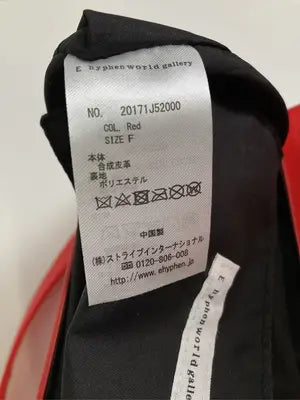 E hyphen world gallery
NO. 20171J52000
COL. Red
SIZE F
本体
合成皮革
裏地
ポリエステル
中国製
(株)ストライプインターナショナル
0120-806-008
http://www.ehyphen.jp
E hyphen world galle